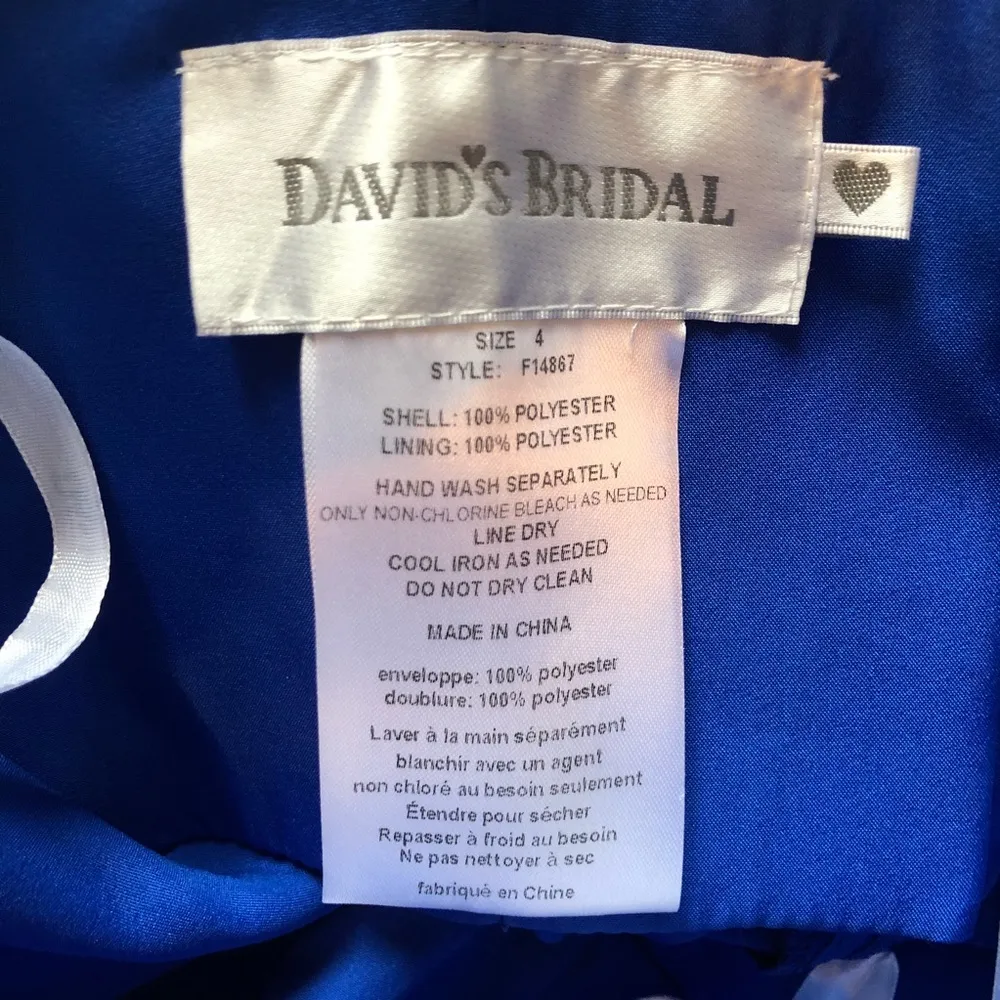 DAVID'S BRIDAL
SIZE 4
STYLE: F14867
SHELL: 100% POLYESTER
LINING: 100% POLYESTER
HAND WASH SEPARATELY
ONLY NON-CHLORINE BLEACH AS NEEDED
LINE DRY
COOL IRON AS NEEDED
DO NOT DRY CLEAN
MADE IN CHINA
enveloppe: 100% polyester
doublure: 100% polyester
Laver à la main séparément
blanchir avec un agent
non chloré au besoin seulement
Étendre pour sécher
Repasser à froid au besoin
Ne pas nettoyer à sec
fabriqué en Chine